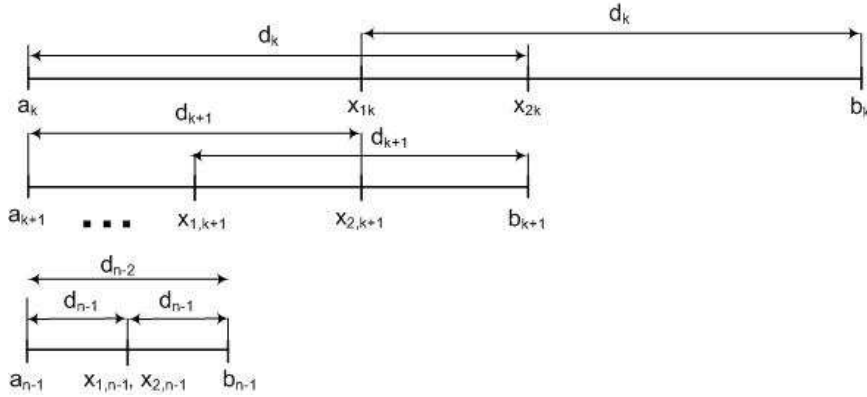 d_k
d_k
a_k x_1k x_2k b_k
d_k+1
d_k+1
a_k+1 ... x_1,k+1 x_2,k+1 b_k+1
d_n-2
d_n-1 d_n-1
a_n-1 x_1,n-1, x_2,n-1 b_n-1